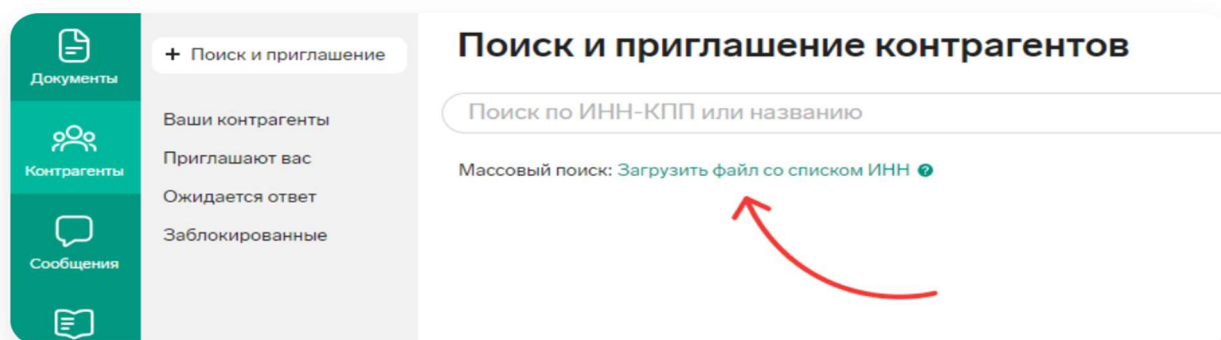 Документы
Контрагенты
Сообщения
+ Поиск и приглашение
Ваши контрагенты
Приглашают вас
Ожидается ответ
Заблокированные
Поиск и приглашение контрагентов
Поиск по ИНН-КПП или названию
Массовый поиск: Загрузить файл со списком ИНН ?